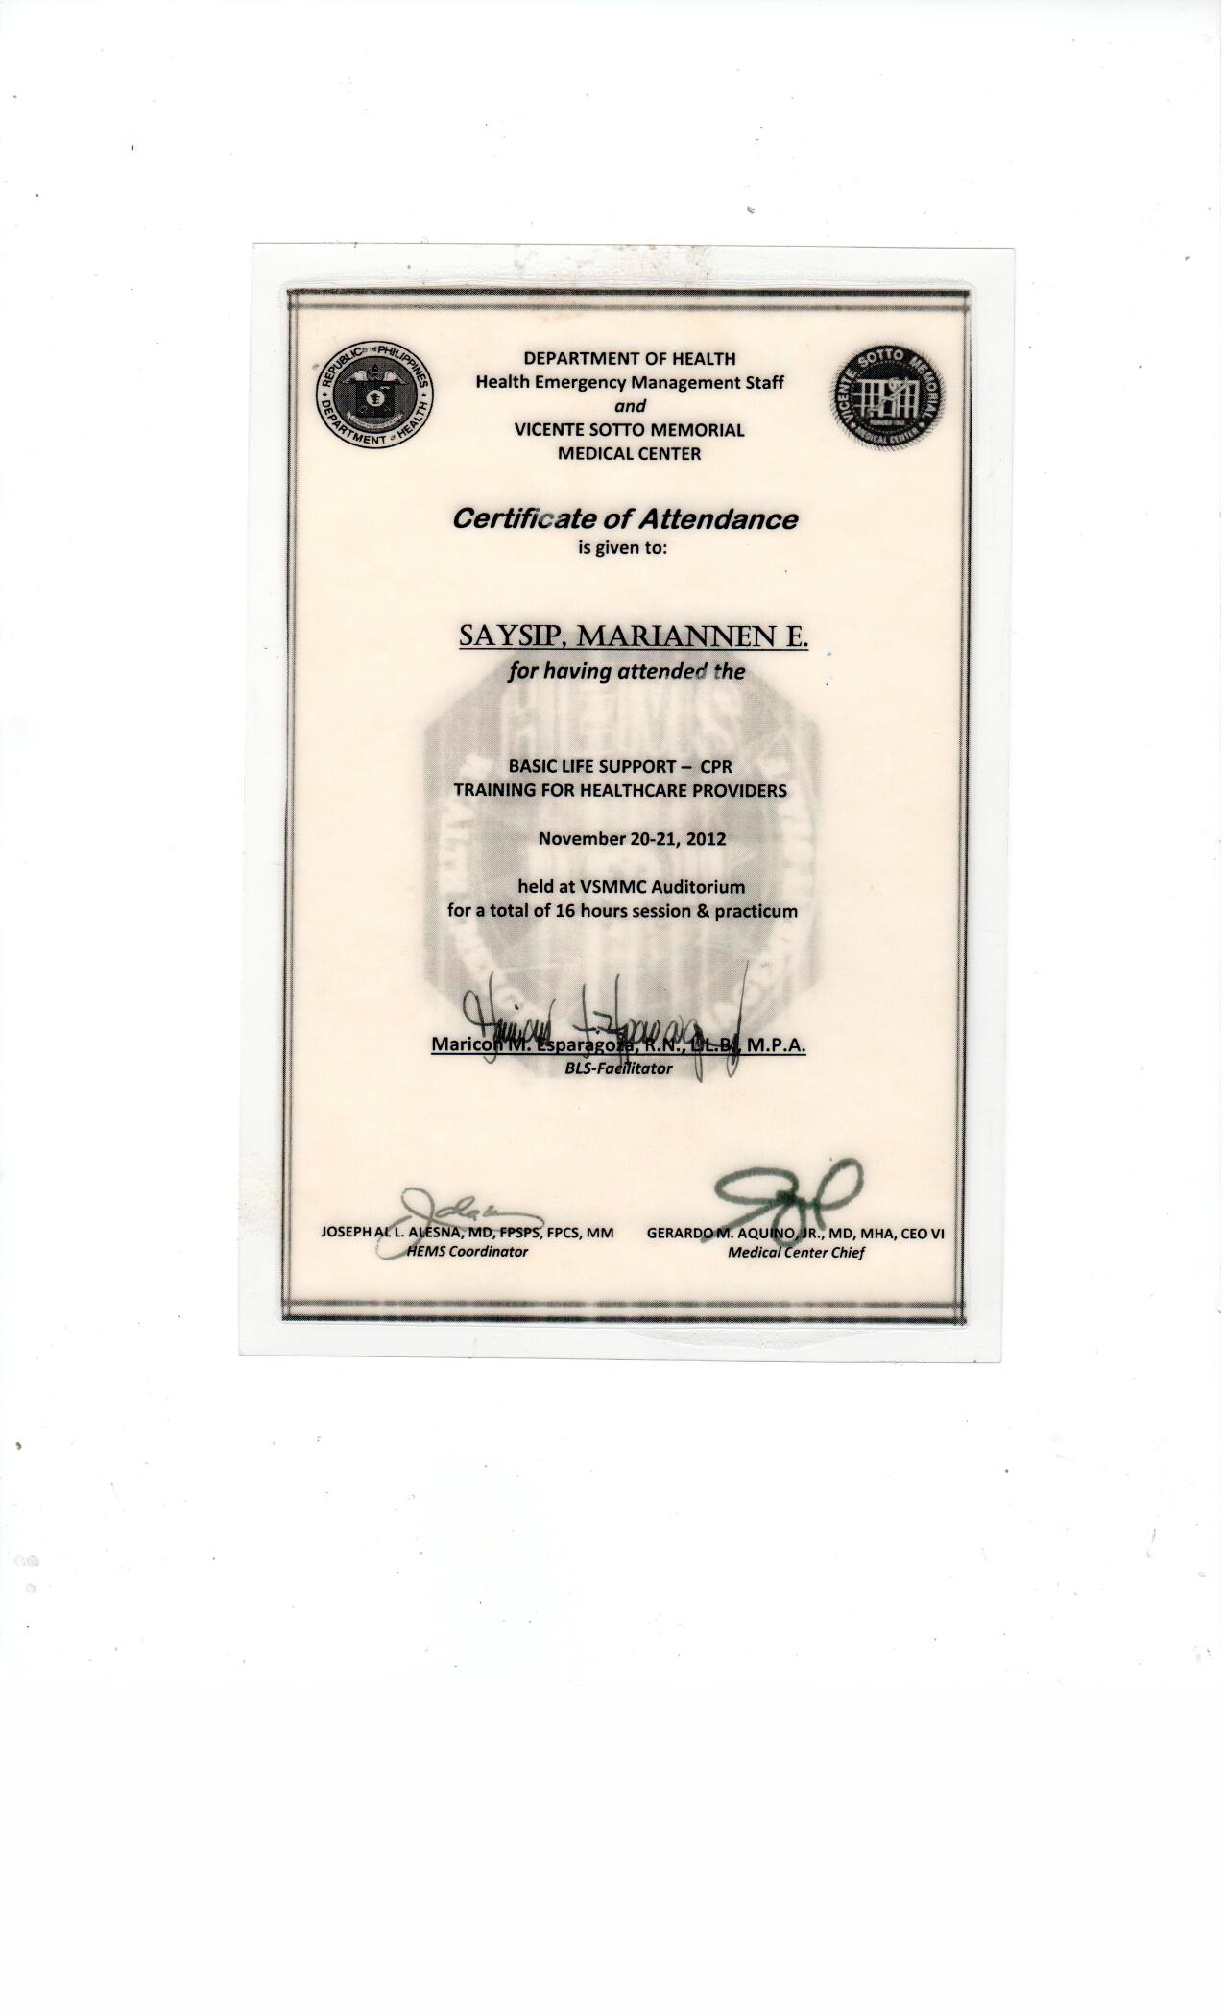 REPUBLIC OF PHILIPPINES
DEPARTMENT OF HEALTH
VICENTE SOTTO MEMORIAL
MEDICAL CENTER
DEPARTMENT OF HEALTH
Health Emergency Management Staff
and
VICENTE SOTTO MEMORIAL
MEDICAL CENTER
Certificate of Attendance
is given to:
SAYSIP, MARIANNEN E.
for having attended the
BASIC LIFE SUPPORT – CPR
TRAINING FOR HEALTHCARE PROVIDERS
November 20-21, 2012
held at VSMMC Auditorium
for a total of 16 hours session & practicum
Maricon M. Esparagoza, R.N., LL.B., M.P.A.
BLS-Facilitator
JOSEPH AL L. ALESNA, MD, FPSPS, FPCS, MM
HEMS Coordinator
GERARDO M. AQUINO, JR., MD, MHA, CEO VI
Medical Center Chief